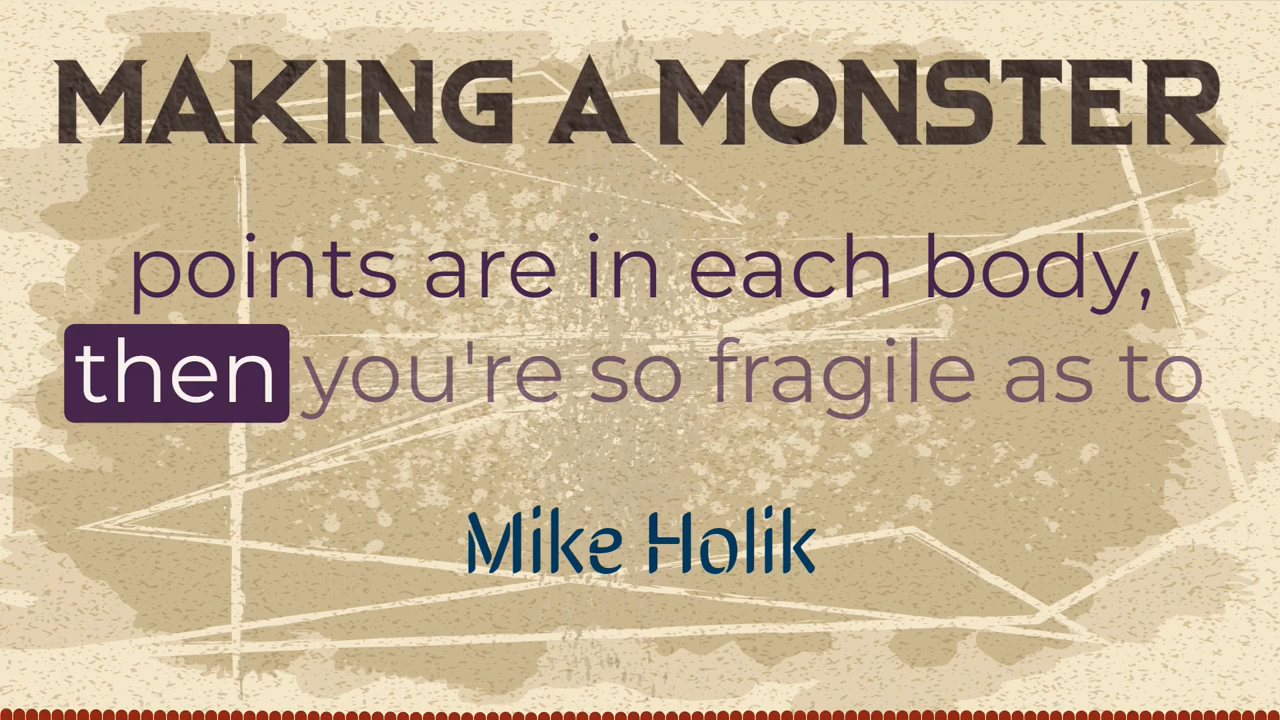 MAKING A MONSTER
points are in each body,
then you're so fragile as to
Mike Holik